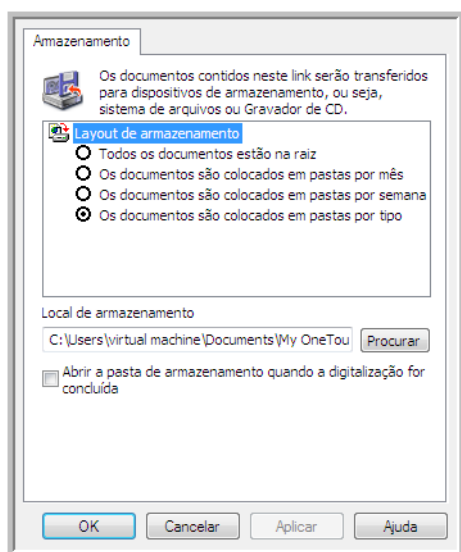 Armazenamento
Os documentos contidos neste link serão transferidos
para dispositivos de armazenamento, ou seja,
sistema de arquivos ou Gravador de CD.
Layout de armazenamento
Todos os documentos estão na raiz
Os documentos são colocados em pastas por mês
Os documentos são colocados em pastas por semana
Os documentos são colocados em pastas por tipo
Local de armazenamento
C:\Users\virtual machine\Documents\My OneTou Procurar
Abrir a pasta de armazenamento quando a digitalização for
concluída
OK Cancelar Aplicar Ajuda